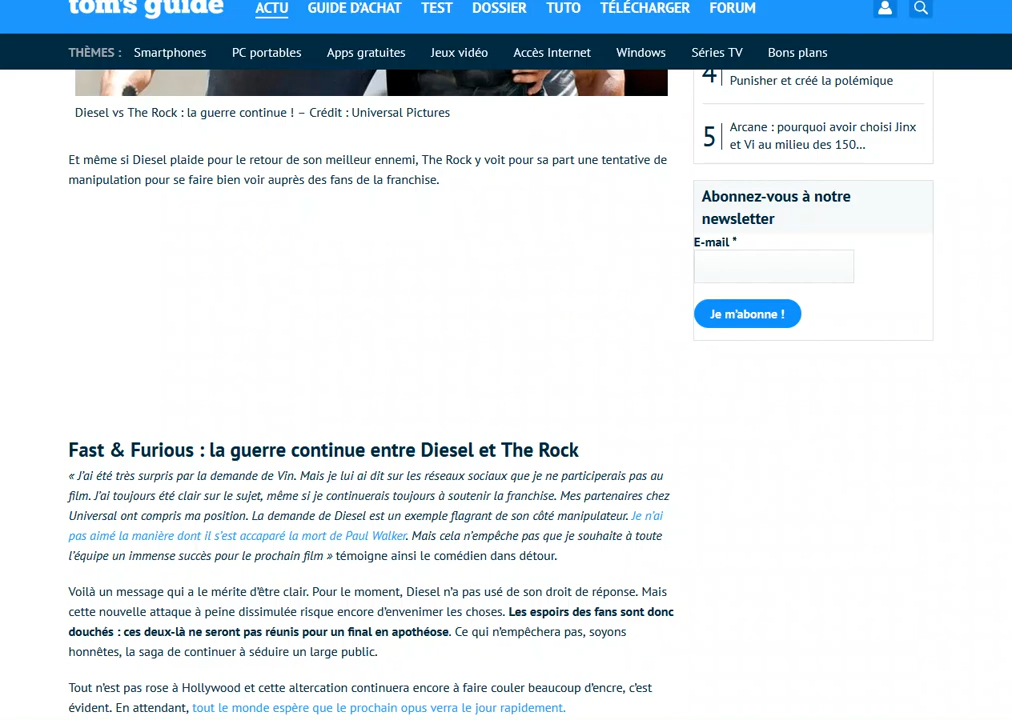 tom's guide
ACTU GUIDE D'ACHAT TEST DOSSIER TUTO TÉLÉCHARGER FORUM
THÈMES : Smartphones PC portables Apps gratuites Jeux vidéo Accès Internet Windows Séries TV Bons plans
Diesel vs The Rock : la guerre continue ! – Crédit : Universal Pictures
Et même si Diesel plaide pour le retour de son meilleur ennemi, The Rock y voit pour sa part une tentative de
manipulation pour se faire bien voir auprès des fans de la franchise.
Fast & Furious : la guerre continue entre Diesel et The Rock
« J'ai été très surpris par la demande de Vin. Mais je lui ai dit sur les réseaux sociaux que je ne participerais pas au
film. J'ai toujours été clair sur le sujet, même si je continuerais toujours à soutenir la franchise. Mes partenaires chez
Universal ont compris ma position. La demande de Diesel est un exemple flagrant de son côté manipulateur. Je n'ai
pas aimé la manière dont il s'est accaparé la mort de Paul Walker. Mais cela n'empêche pas que je souhaite à toute
l'équipe un immense succès pour le prochain film » témoigne ainsi le comédien dans détour.
Voilà un message qui a le mérite d'être clair. Pour le moment, Diesel n'a pas usé de son droit de réponse. Mais
cette nouvelle attaque à peine dissimulée risque encore d'envenimer les choses. Les espoirs des fans sont donc
douchés : ces deux-là ne seront pas réunis pour un final en apothéose. Ce qui n'empêchera pas, soyons
honnêtes, la saga de continuer à séduire un large public.
Tout n'est pas rose à Hollywood et cette altercation continuera encore à faire couler beaucoup d'encre, c'est
évident. En attendant, tout le monde espère que le prochain opus verra le jour rapidement.
4 Punisher et créé la polémique
5 Arcane : pourquoi avoir choisi Jinx
et Vi au milieu des 150...
Abonnez-vous à notre
newsletter
E-mail *
Je m'abonne !